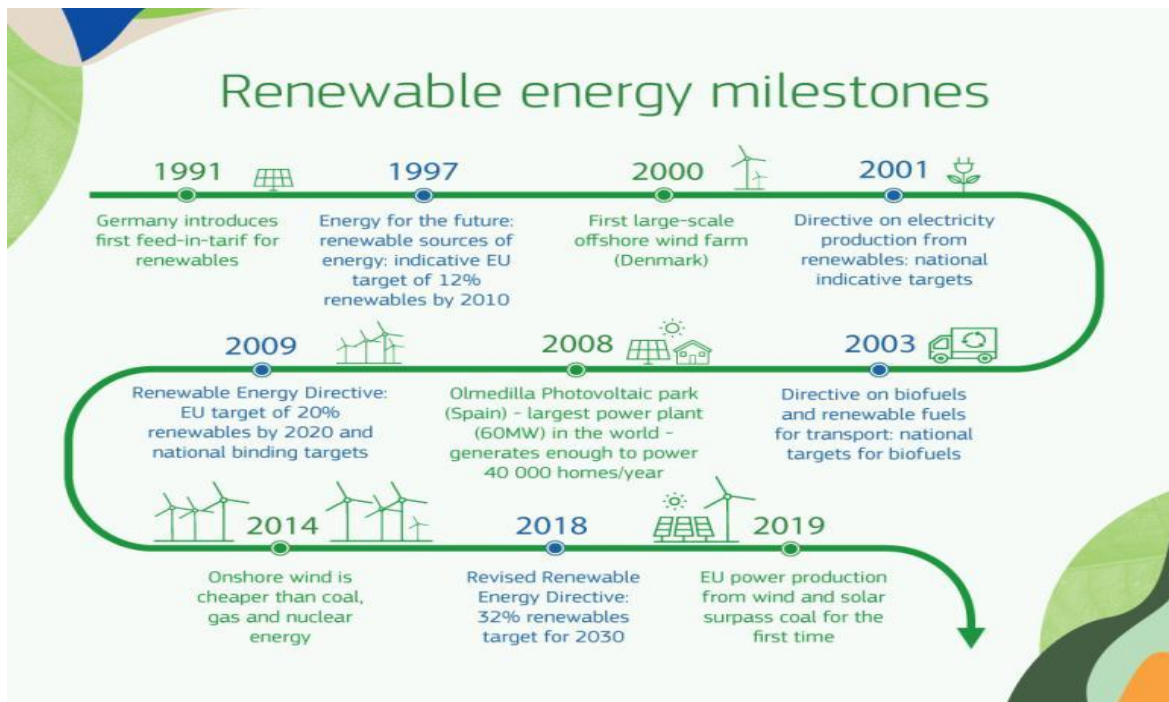 Renewable energy milestones
1991
Germany introduces
first feed-in-tarif for
renewables
1997
Energy for the future:
renewable sources of
energy: indicative EU
target of 12%
renewables by 2010
2000
First large-scale
offshore wind farm
(Denmark)
2001
Directive on electricity
production from
renewables: national
indicative targets
2003
Directive on biofuels
and renewable fuels
for transport: national
targets for biofuels
2008
Olmedilla Photovoltaic park
(Spain) - largest power plant
(60MW) in the world -
generates enough to power
40 000 homes/year
2009
Renewable Energy Directive:
EU target of 20%
renewables by 2020 and
national binding targets
2014
Onshore wind is
cheaper than coal,
gas and nuclear
energy
2018
Revised Renewable
Energy Directive:
32% renewables
target for 2030
2019
EU power production
from wind and solar
surpass coal for the
first time